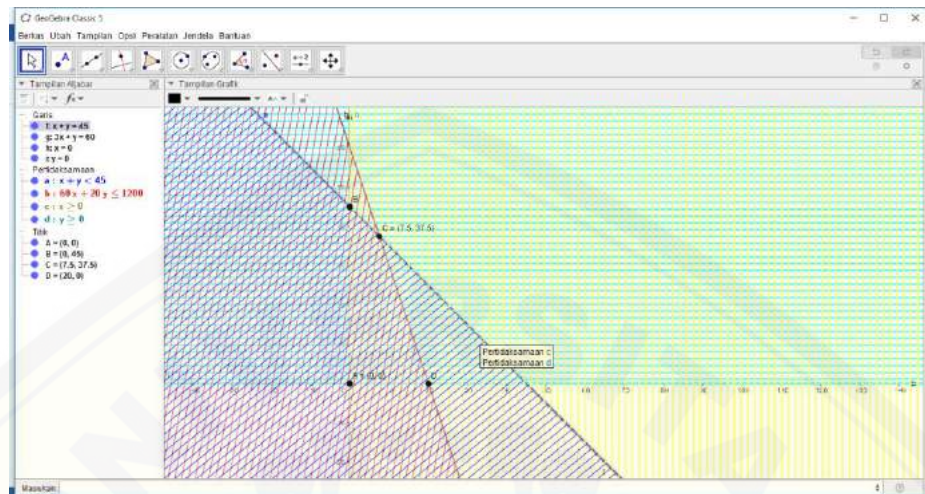 GeoGebra Classic 5
Berkas Ubah Tampilan Opsi Peralatan Jendela Bantuan
Tampilan Aljabar
Tampilan Grafik
Garis
f: x + y = 45
g: 3x + y = 60
h: x = 0
i: y = 0
Pertidaksamaan
a : x + y < 45
b : 60 x + 20 y ≤ 1200
c : x ≥ 0
d : y ≥ 0
Titik
A = (0, 0)
B = (0, 45)
C = (7.5, 37.5)
D = (20, 0)
B
C = (7.5, 37.5)
Pertidaksamaan c
Pertidaksamaan d
A = (0, 0)
D
Masukan: